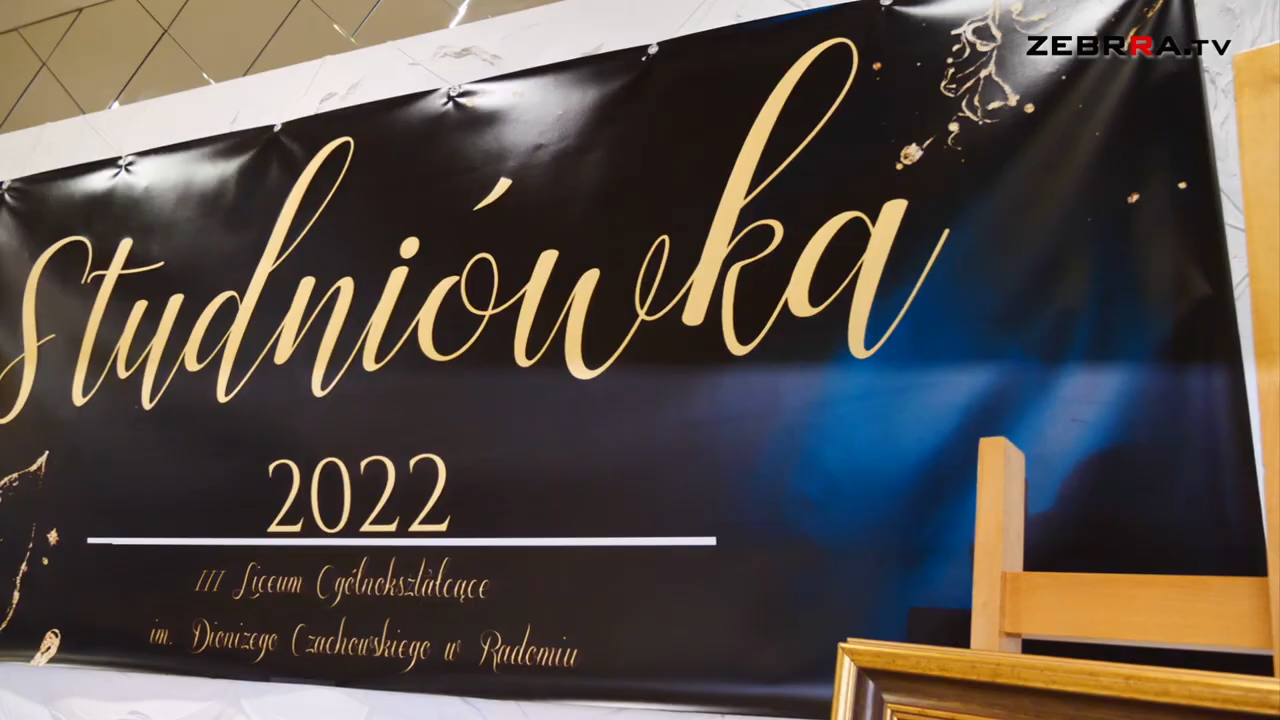 ZEBRRA.TV
Studniówka
2022
III Liceum Ogólnokształcące
im. Dionizego Czachowskiego w Radomiu